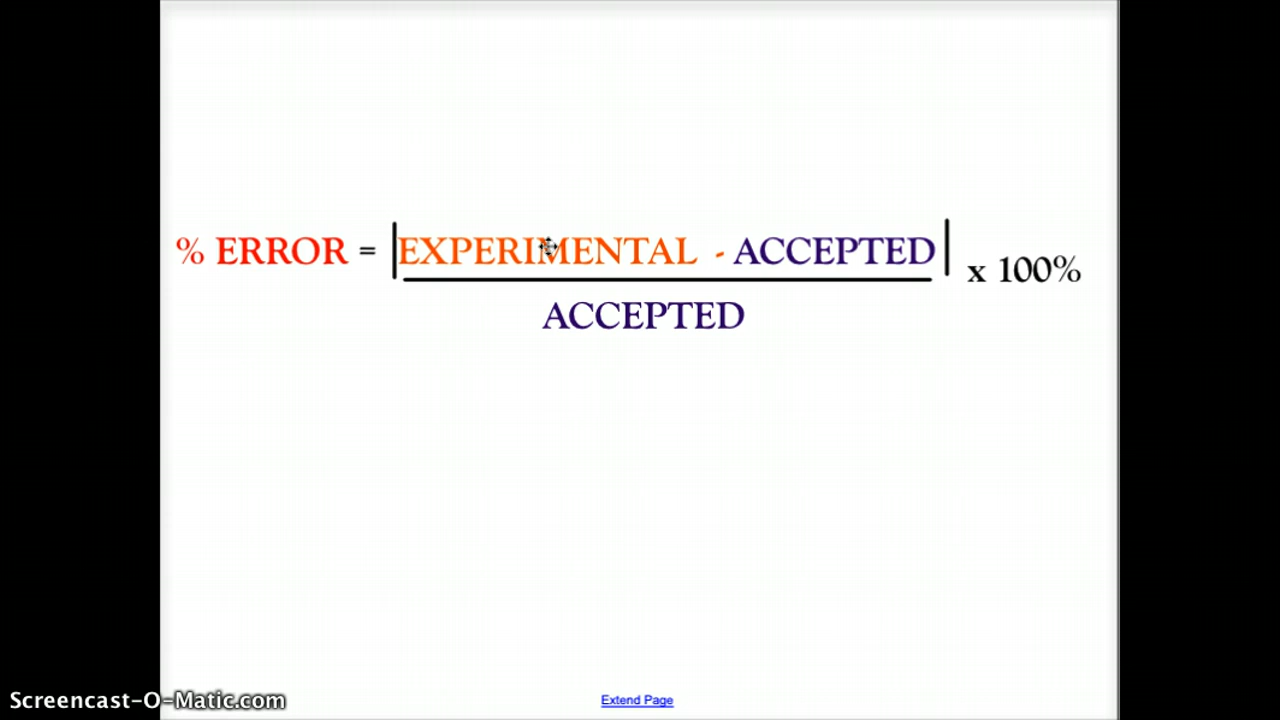 % ERROR = |EXPERIMENTAL - ACCEPTED| x 100%
ACCEPTED
Extend Page
Screencast-O-Matic.com